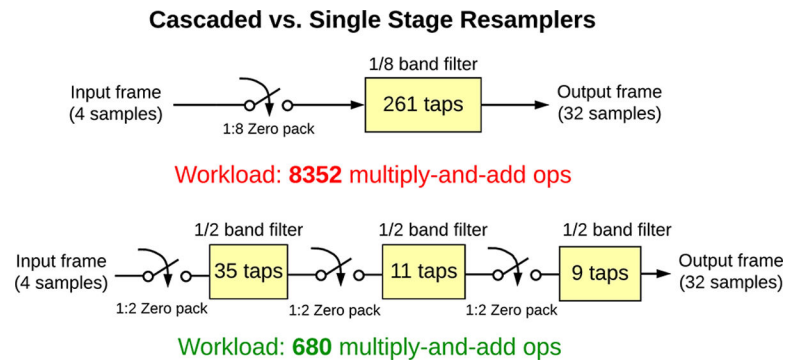 Cascaded vs. Single Stage Resamplers
1/8 band filter
Input frame
(4 samples)
261 taps
Output frame
(32 samples)
1:8 Zero pack
Workload: 8352 multiply-and-add ops
1/2 band filter
1/2 band filter
1/2 band filter
Input frame
(4 samples)
35 taps
11 taps
9 taps
Output frame
(32 samples)
1:2 Zero pack
1:2 Zero pack
1:2 Zero pack
Workload: 680 multiply-and-add ops